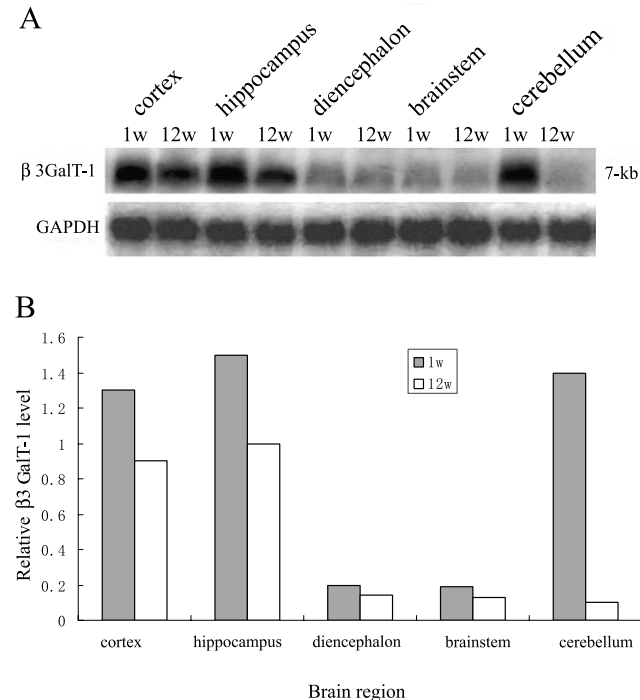 A
cortex hippocampus diencephalon brainstem cerebellum
1w 12w 1w 12w 1w 12w 1w 12w 1w 12w
β 3GalT-1 7-kb
GAPDH
B
1.6
1.4
1.2
1
0.8
0.6
0.4
0.2
0
Relative β3 GalT-1 level
1w
12w
cortex hippocampus diencephalon brainstem cerebellum
Brain region